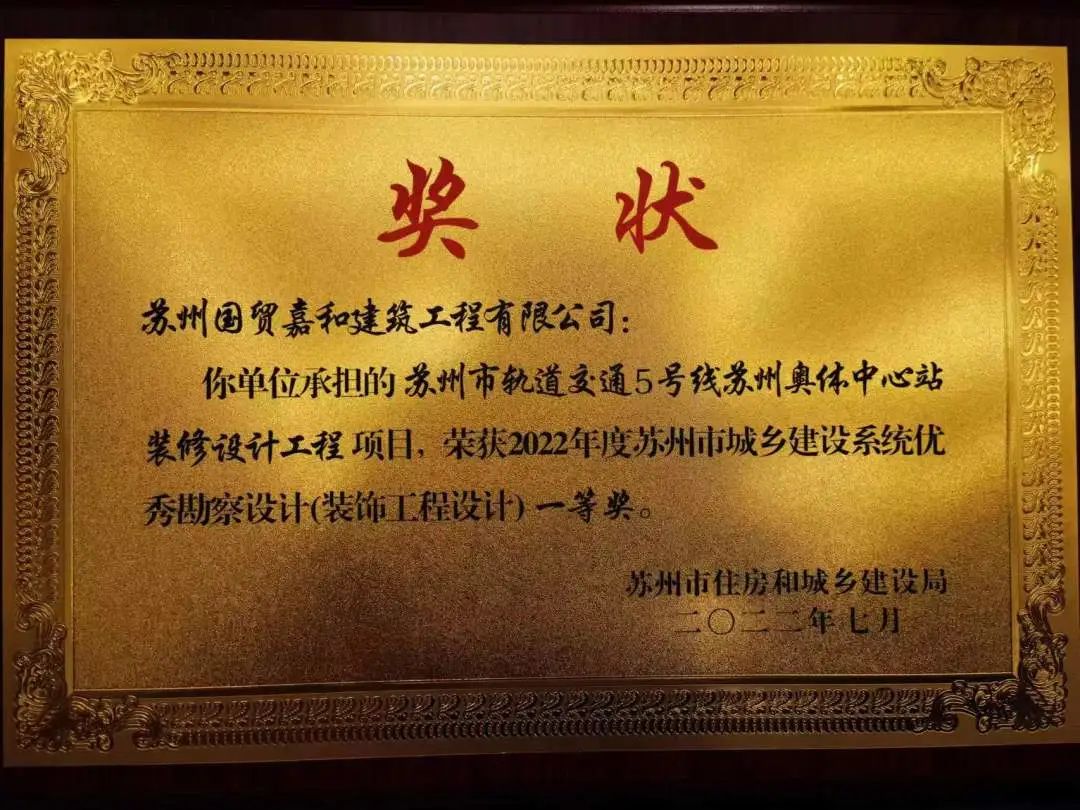 奖状
苏州国贸嘉和建筑工程有限公司：
你单位承担的 苏州市轨道交通5号线苏州奥体中心站
装修设计工程 项目，荣获2022年度苏州市城乡建设系统优
秀勘察设计(装饰工程设计) 一等奖。
苏州市住房和城乡建设局
二〇二二年七月